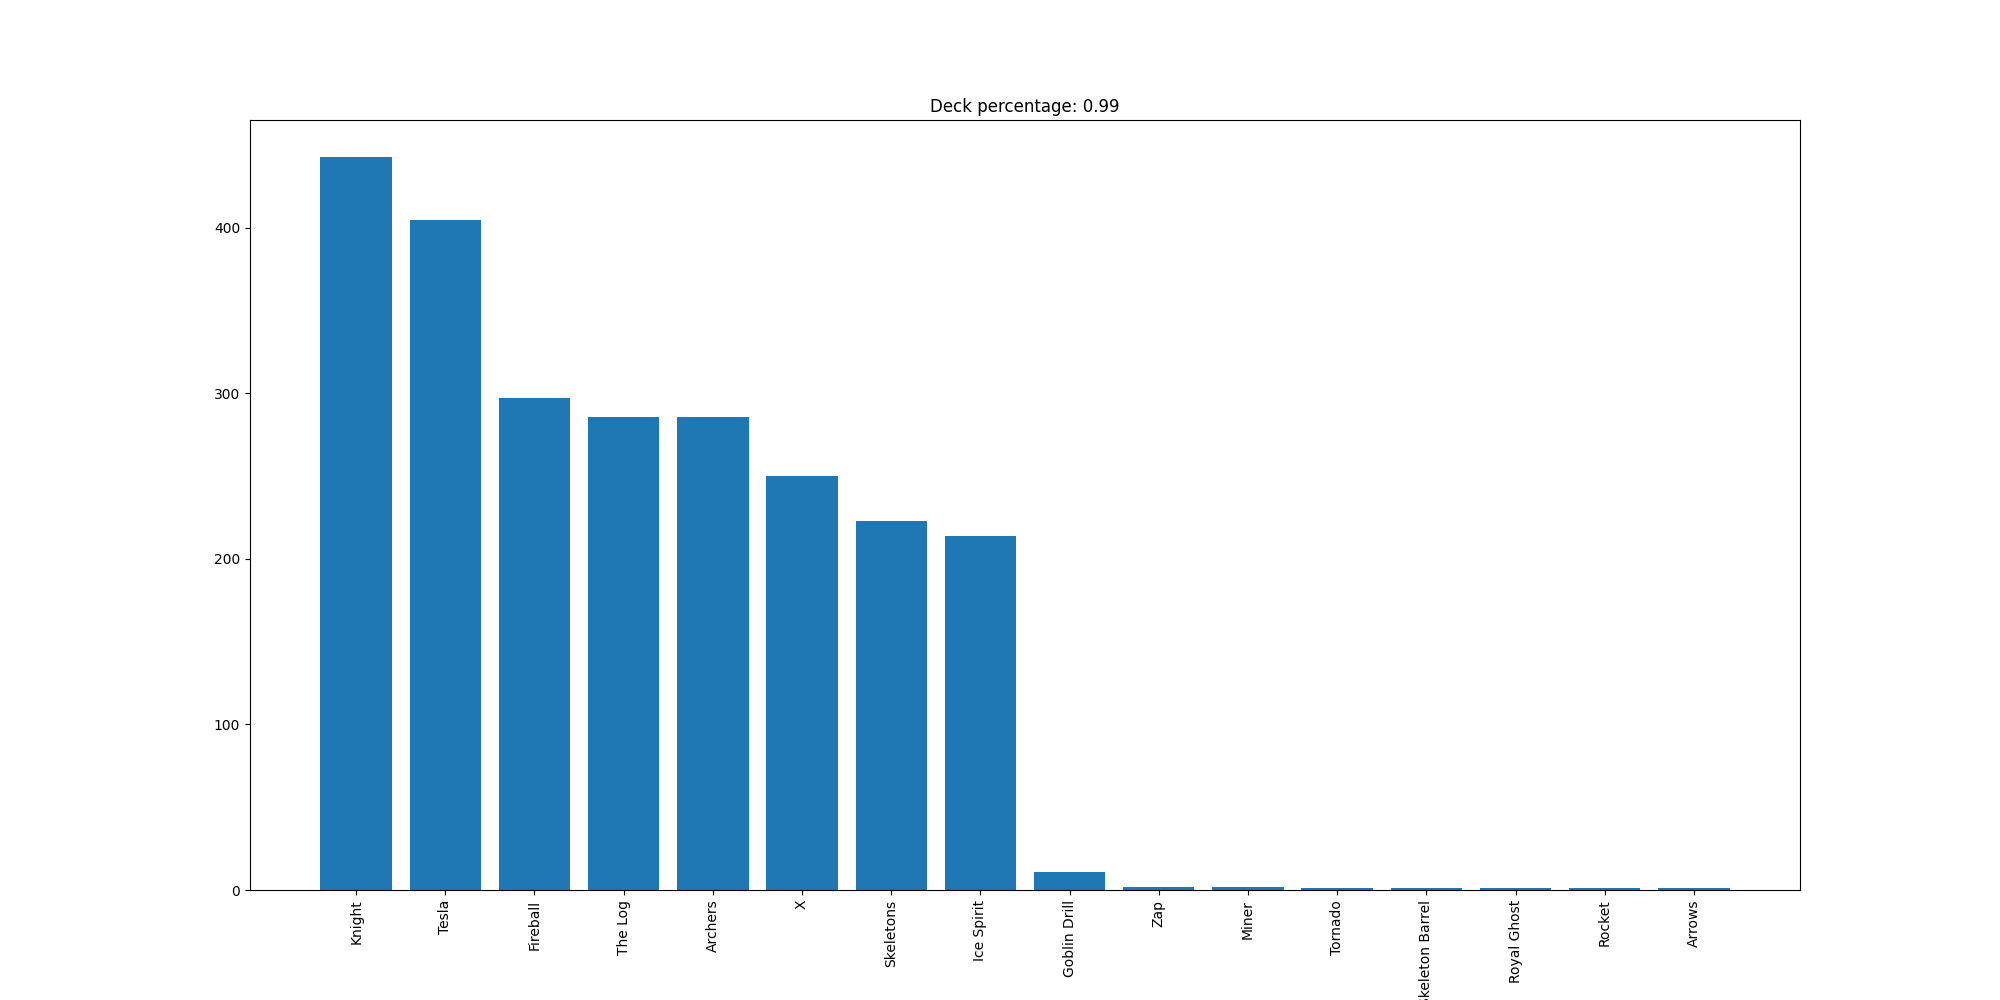 Deck percentage: 0.99
400
300
200
100
0
Knight
Tesla
Fireball
The Log
Archers
X
Skeletons
Ice Spirit
Goblin Drill
Zap
Miner
Tornado
keleton Barrel
Royal Ghost
Rocket
Arrows